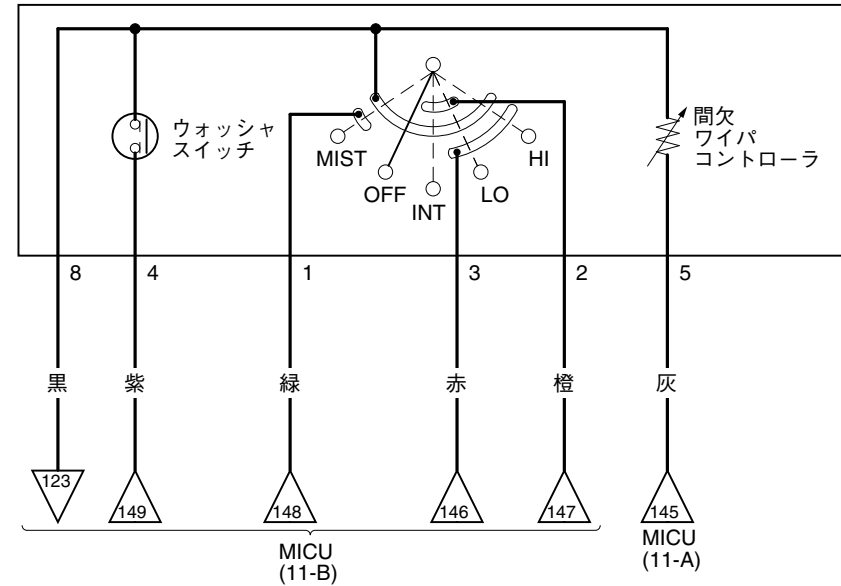 ウォッシャ
スイッチ
MIST
OFF
INT
LO
HI
間欠
ワイパ
コントローラ
8
4
1
3
2
5
黒
紫
緑
赤
橙
灰
123
149
148
146
147
145
MICU
(11-B)
MICU
(11-A)